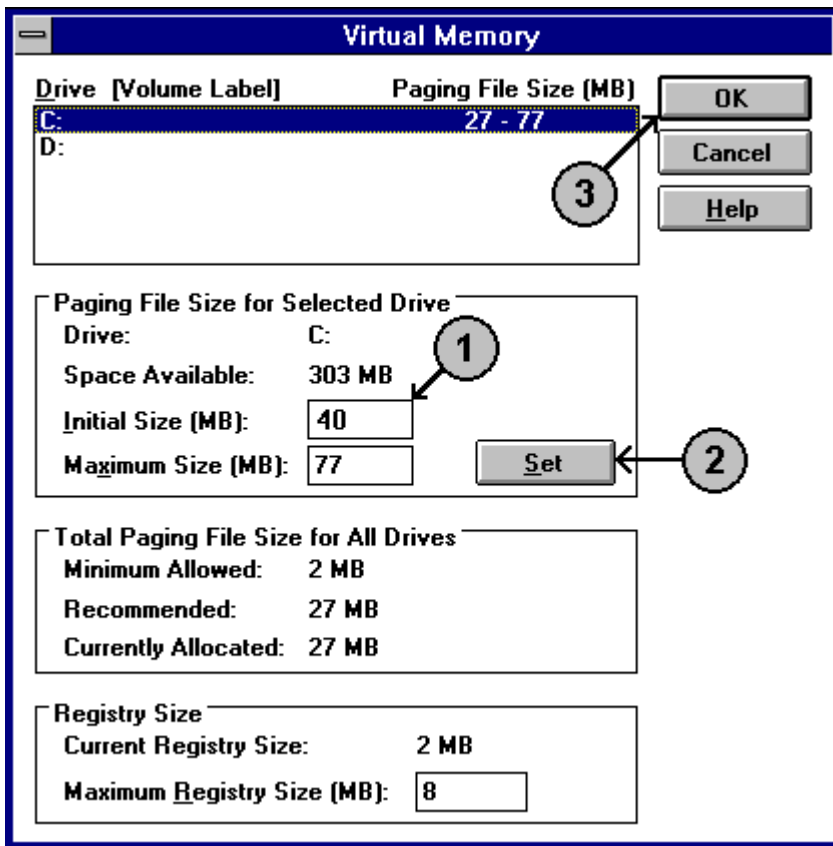 Virtual Memory
Drive [Volume Label] Paging File Size (MB)
C: 27 - 77
D:
OK
Cancel
Help
3
Paging File Size for Selected Drive
Drive: C:
1
Space Available: 303 MB
Initial Size (MB): 40
Maximum Size (MB): 77
Set
2
Total Paging File Size for All Drives
Minimum Allowed: 2 MB
Recommended: 27 MB
Currently Allocated: 27 MB
Registry Size
Current Registry Size: 2 MB
Maximum Registry Size (MB): 8